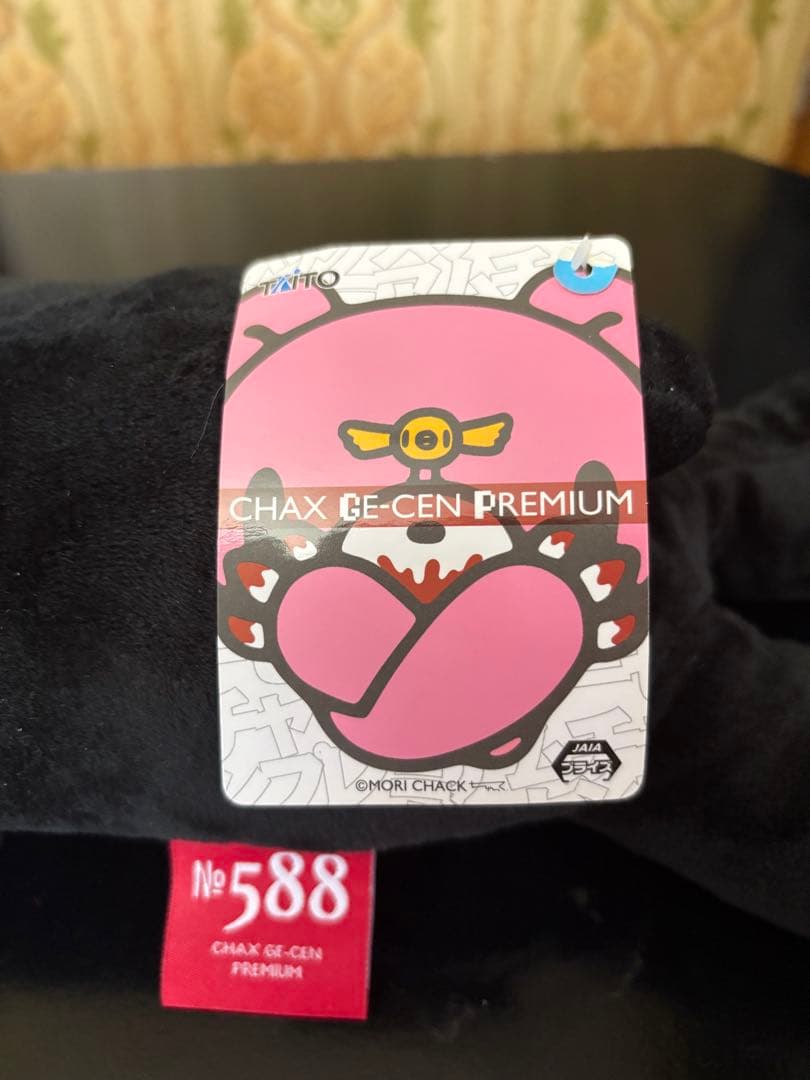 TAITO
CHAX GE-CEN PREMIUM
JAIA
プライズ
©MORI CHACK
№588
CHAX GE-CEN
PREMIUM